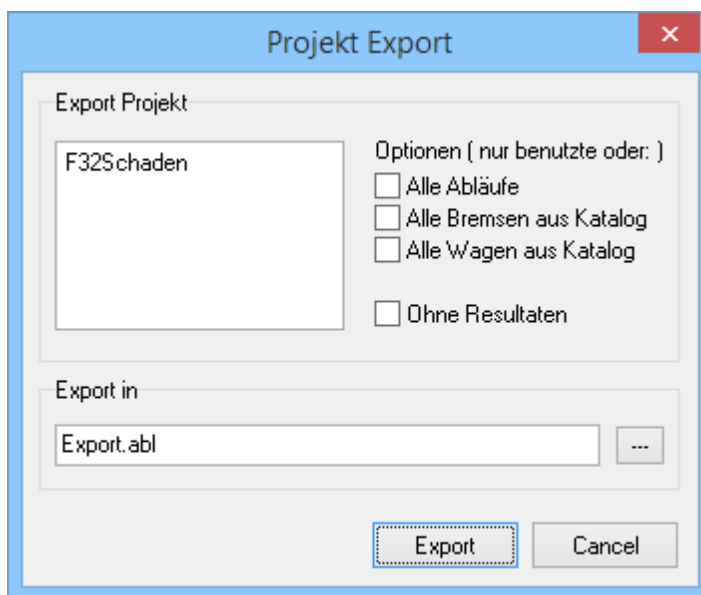 Projekt Export
Export Projekt
F32Schaden
Optionen ( nur benutzte oder: )
Alle Abläufe
Alle Bremsen aus Katalog
Alle Wagen aus Katalog
Ohne Resultaten
Export in
Export.abl
...
Export
Cancel